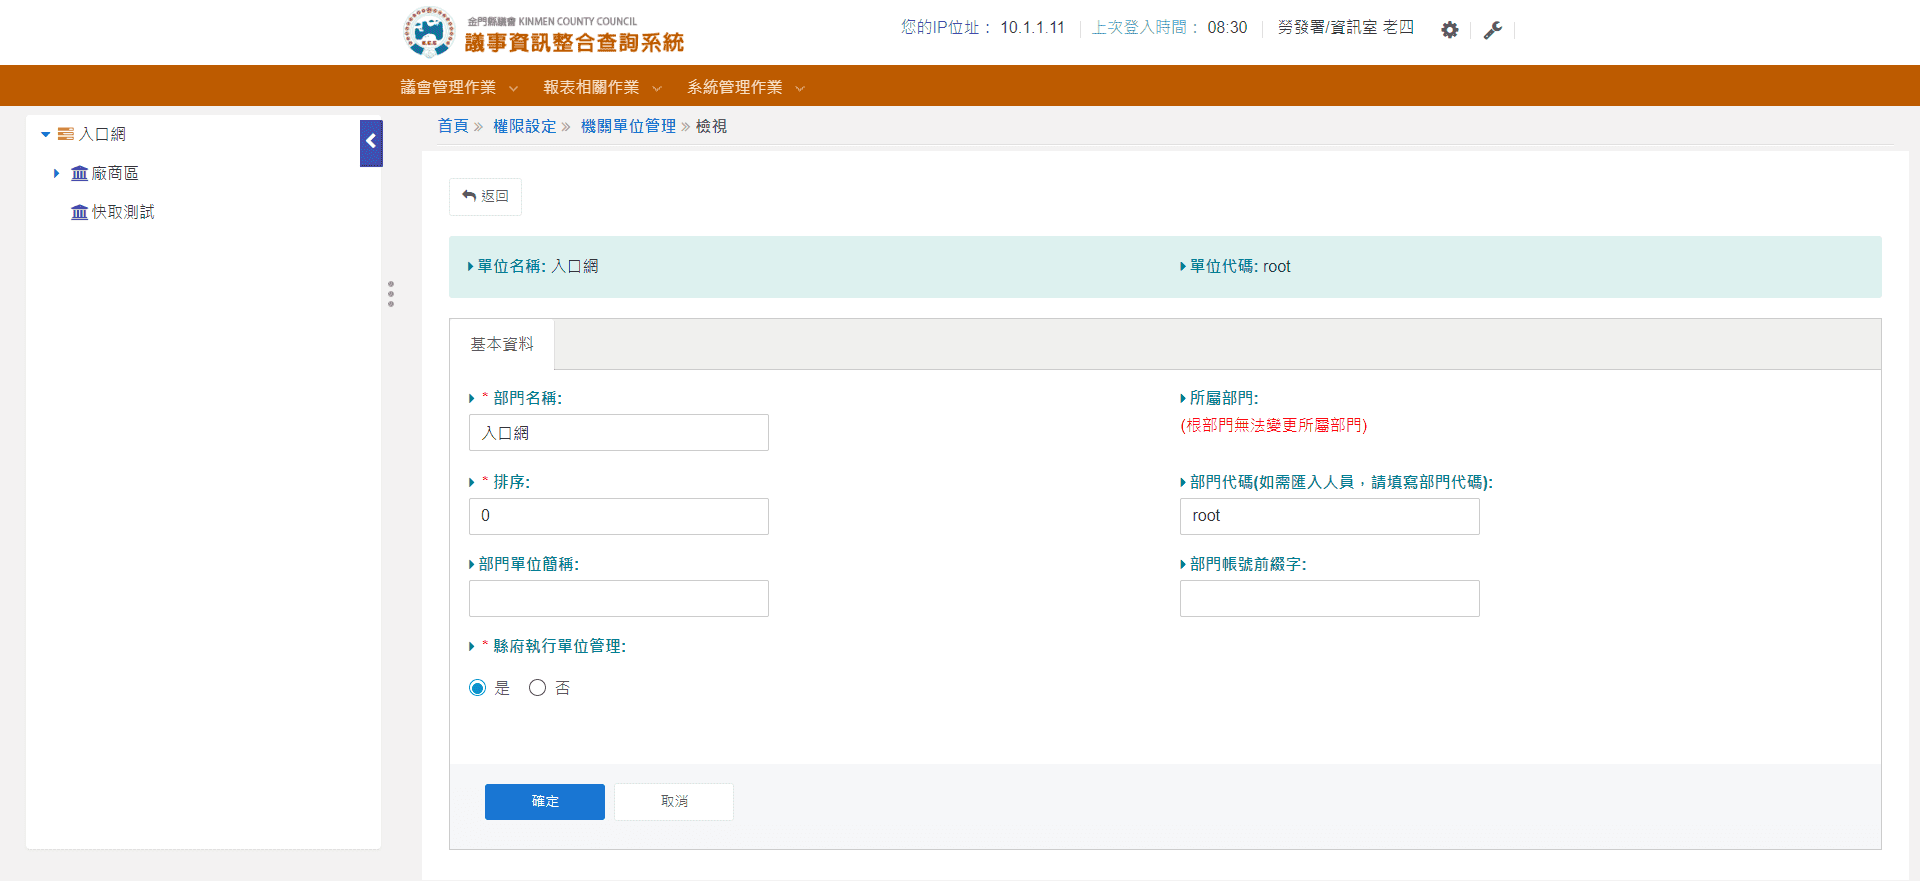 金門縣議會 KINMEN COUNTY COUNCIL
議事資訊整合查詢系統
您的IP位址： 10.1.1.11 上次登入時間： 08:30 勞發署/資訊室 老四
議會管理作業 報表相關作業 系統管理作業
入口網
廠商區
快取測試
首頁 » 權限設定 » 機關單位管理 » 檢視
返回
單位名稱: 入口網 單位代碼: root
基本資料
* 部門名稱: 所屬部門:
入口網 (根部門無法變更所屬部門)
* 排序: 部門代碼(如需匯入人員，請填寫部門代碼):
0 root
部門單位簡稱: 部門帳號前綴字:
* 縣府執行單位管理:
是 否
確定 取消